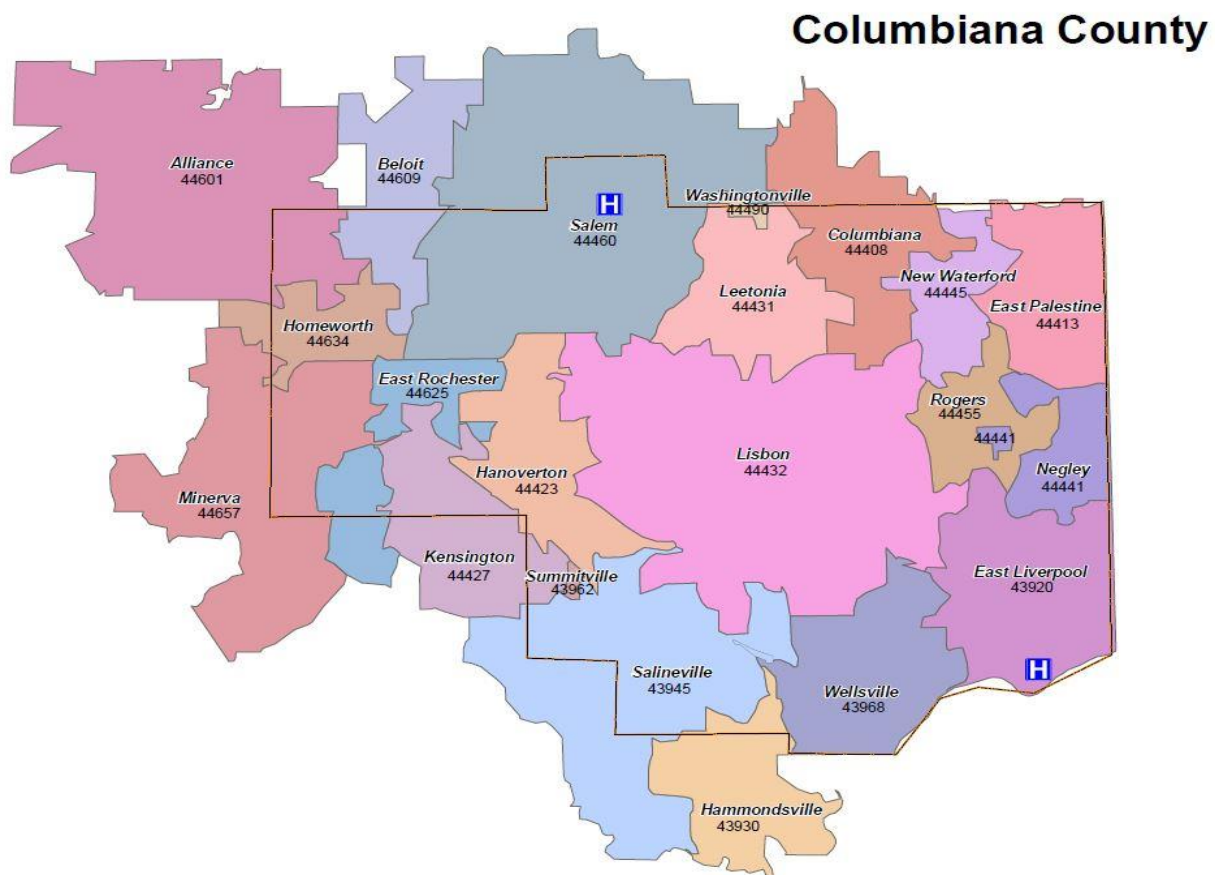 Columbiana County
Alliance
44601
Beloit
44609
Washingtonville
44490
H
Salem
44460
Columbiana
44408
New Waterford
44445
Leetonia
44431
East Palestine
44413
Homeworth
44634
East Rochester
44625
Rogers
44455
44441
Lisbon
44432
Hanoverton
44423
Negley
44441
Minerva
44657
Kensington
44427
Summitville
43962
East Liverpool
43920
H
Salineville
43945
Wellsville
43968
Hammondsville
43930